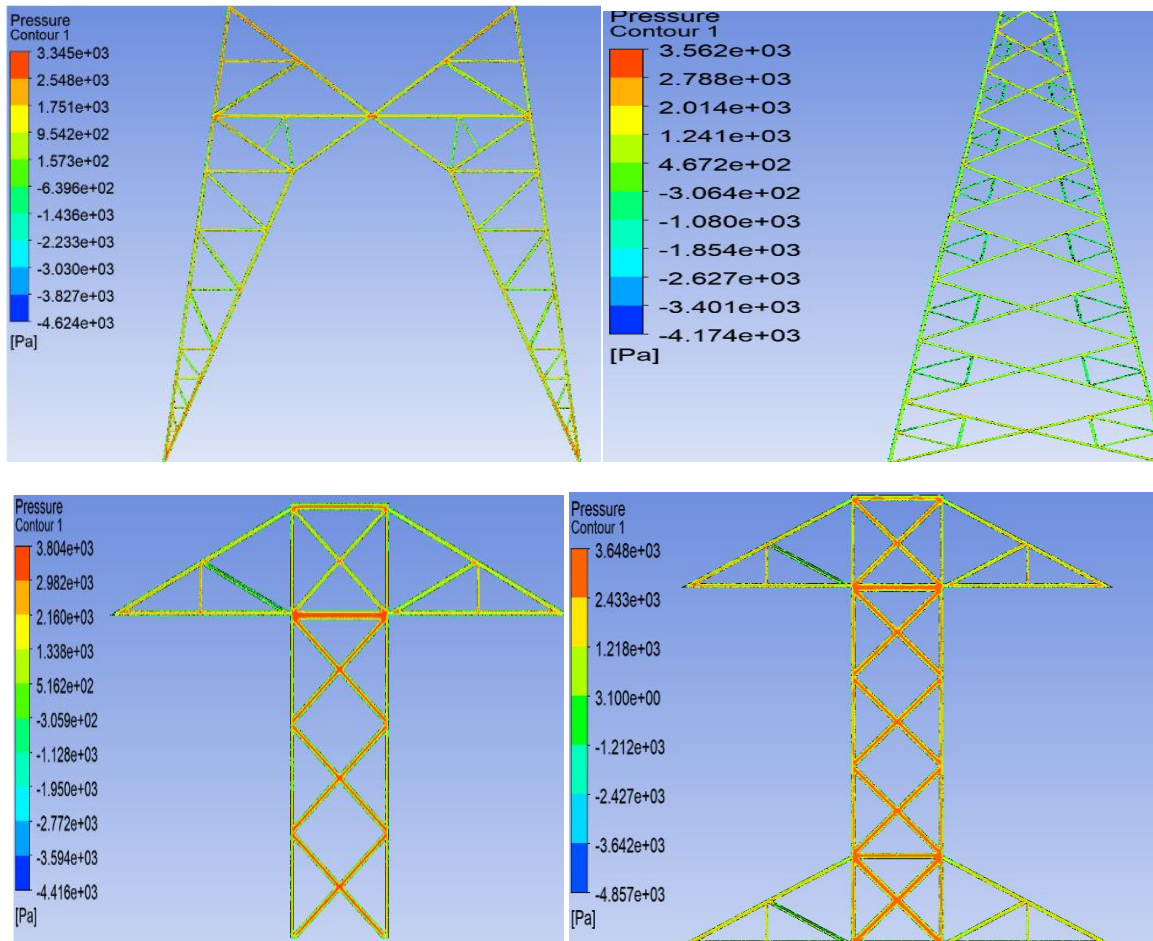 Pressure
Contour 1
3.345e+03
2.548e+03
1.751e+03
9.542e+02
1.573e+02
-6.396e+02
-1.436e+03
-2.233e+03
-3.030e+03
-3.827e+03
-4.624e+03
[Pa]
Pressure
Contour 1
3.562e+03
2.788e+03
2.014e+03
1.241e+03
4.672e+02
-3.064e+02
-1.080e+03
-1.854e+03
-2.627e+03
-3.401e+03
-4.174e+03
[Pa]
Pressure
Contour 1
3.804e+03
2.982e+03
2.160e+03
1.338e+03
5.162e+02
-3.059e+02
-1.128e+03
-1.950e+03
-2.772e+03
-3.594e+03
-4.416e+03
[Pa]
Pressure
Contour 1
3.648e+03
2.433e+03
1.218e+03
3.100e+00
-1.212e+03
-2.427e+03
-3.642e+03
-4.857e+03
[Pa]